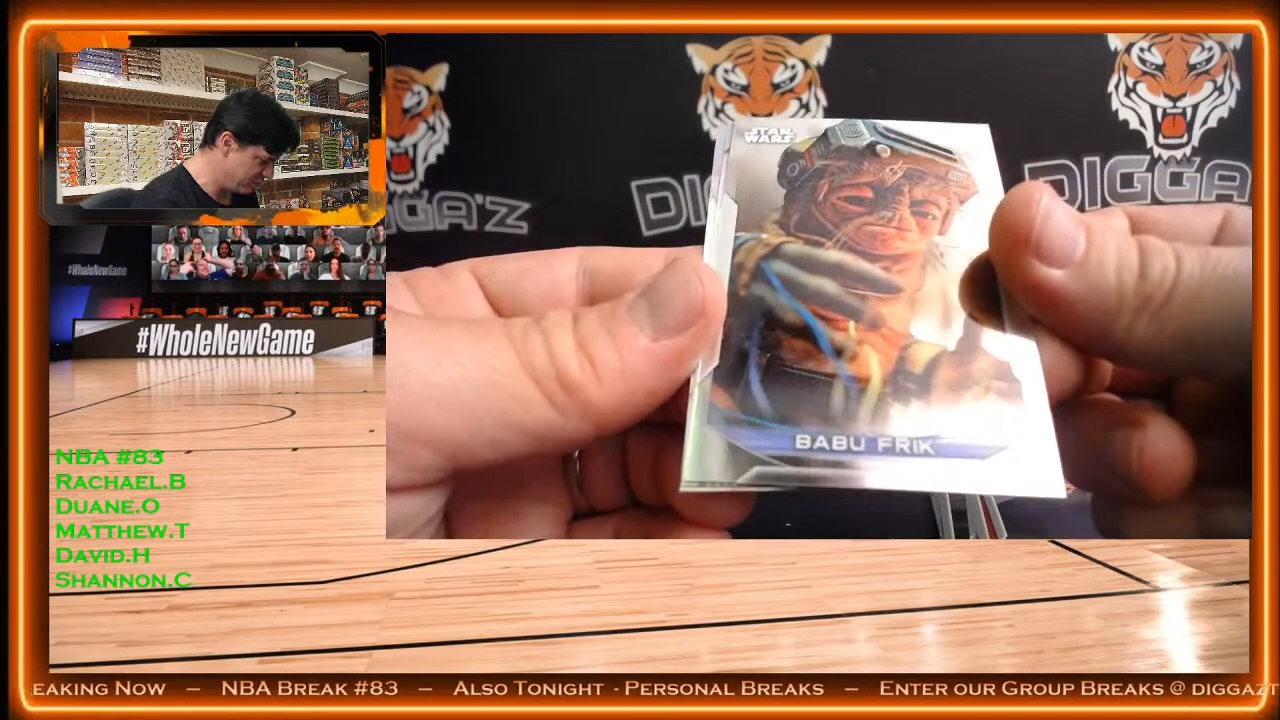 STAR
WARS
DIGGA'Z
DIGGA
#WholeNewGame
#WholeNewGame
BABU FRIK
NBA #83
RACHAEL.B
DUANE.O
MATTHEW.T
DAVID.H
SHANNON.C
EAKING NOW – NBA BREAK #83 – ALSO TONIGHT - PERSONAL BREAKS – ENTER OUR GROUP BREAKS @ DIGGAZT